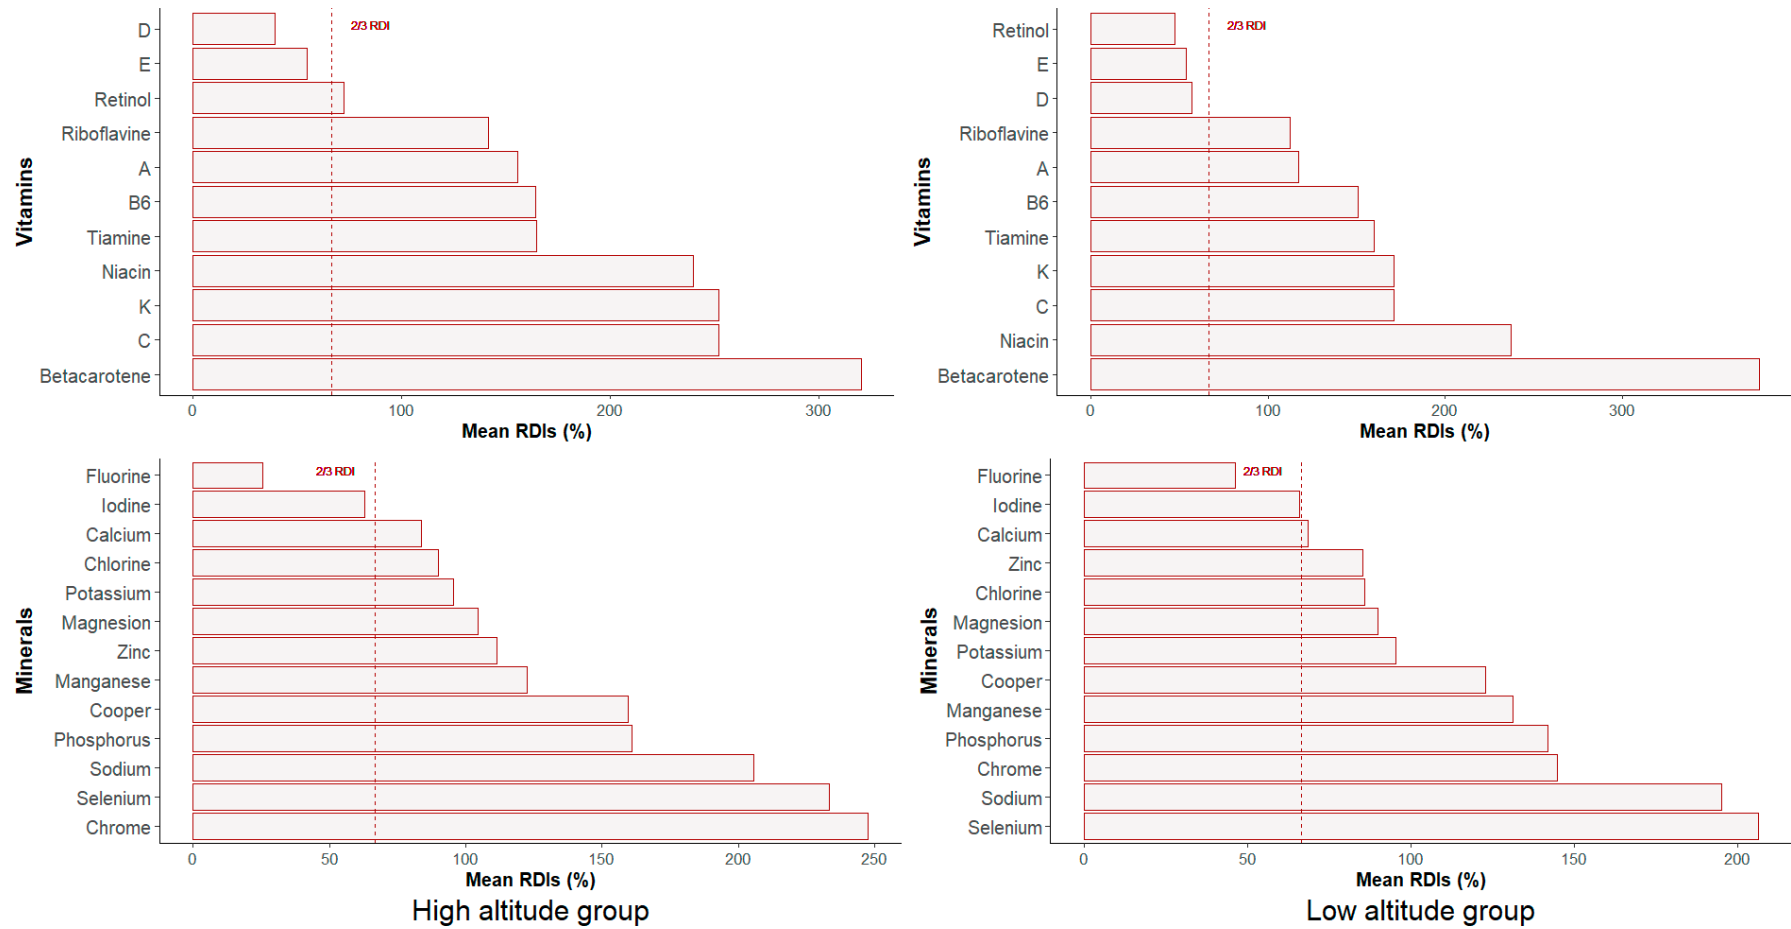 D
E
Retinol
Riboflavine
A
B6
Tiamine
Niacin
K
C
Betacarotene
Vitamins
2/3 RDI
0 100 200 300
Mean RDIs (%)
Retinol
E
D
Riboflavine
A
B6
Tiamine
K
C
Niacin
Betacarotene
Vitamins
2/3 RDI
0 100 200 300
Mean RDIs (%)
Fluorine
Iodine
Calcium
Chlorine
Potassium
Magnesion
Zinc
Manganese
Cooper
Phosphorus
Sodium
Selenium
Chrome
Minerals
2/3 RDI
0 50 100 150 200 250
Mean RDIs (%)
High altitude group
Fluorine
Iodine
Calcium
Zinc
Chlorine
Magnesion
Potassium
Cooper
Manganese
Phosphorus
Chrome
Sodium
Selenium
Minerals
2/3 RDI
0 50 100 150 200
Mean RDIs (%)
Low altitude group